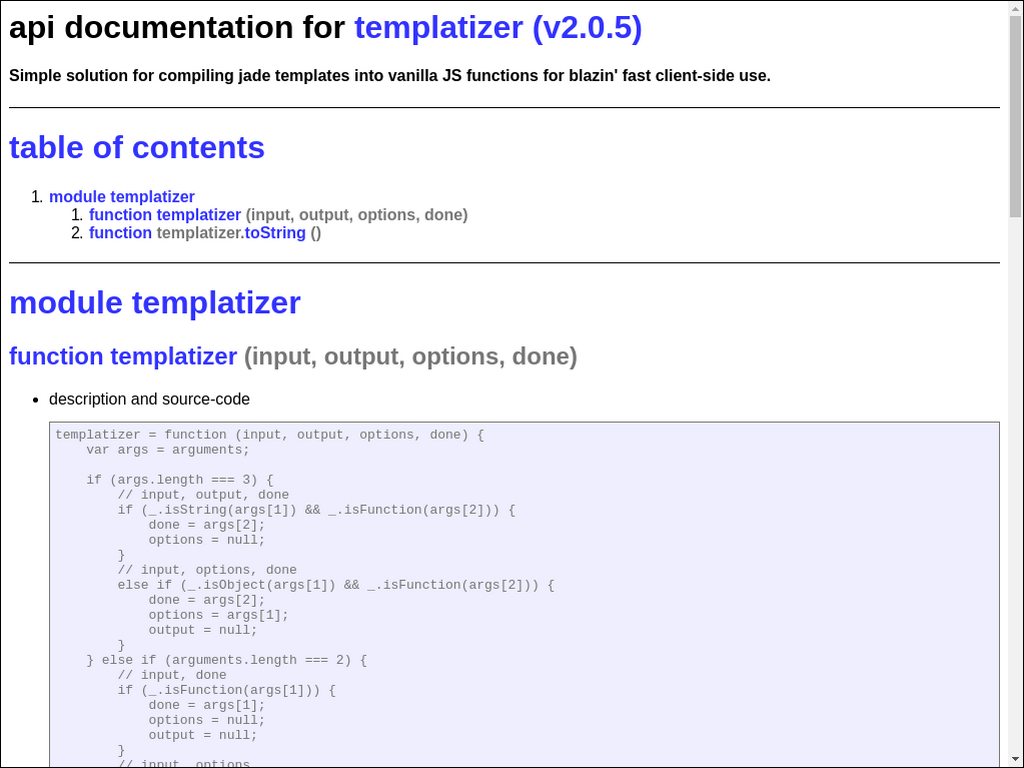 api documentation for templatizer (v2.0.5)
Simple solution for compiling jade templates into vanilla JS functions for blazin' fast client-side use.
table of contents
1. module templatizer
1. function templatizer (input, output, options, done)
2. function templatizer.toString ()
module templatizer
function templatizer (input, output, options, done)
• description and source-code
templatizer = function (input, output, options, done) {
    var args = arguments;
    if (args.length === 3) {
        // input, output, done
        if (_.isString(args[1]) && _.isFunction(args[2])) {
            done = args[2];
            options = null;
        }
        // input, options, done
        else if (_.isObject(args[1]) && _.isFunction(args[2])) {
            done = args[2];
            options = args[1];
            output = null;
        }
    } else if (arguments.length === 2) {
        // input, done
        if (_.isFunction(args[1])) {
            done = args[1];
            options = null;
            output = null;
        }
        // input, options